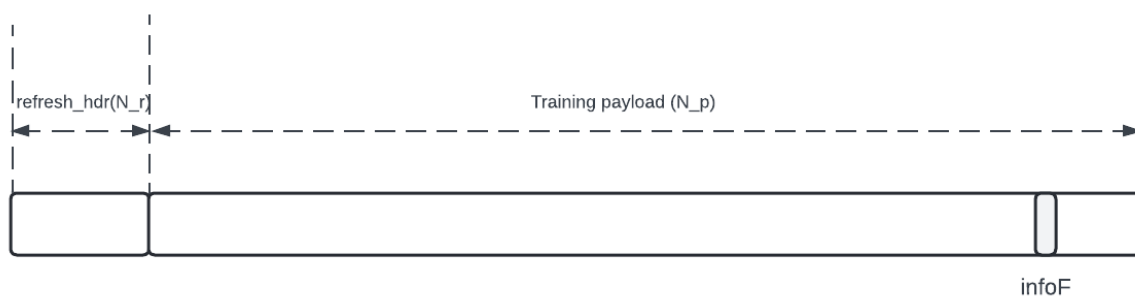 refresh_hdr(N_r)
Training payload (N_p)
infoF